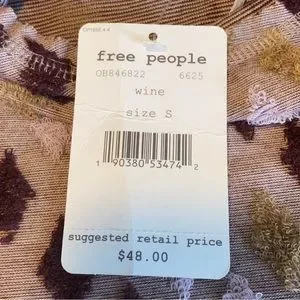 free people
OB846822 6625
wine
size S
1 90380 53474 2
suggested retail price
$48.00